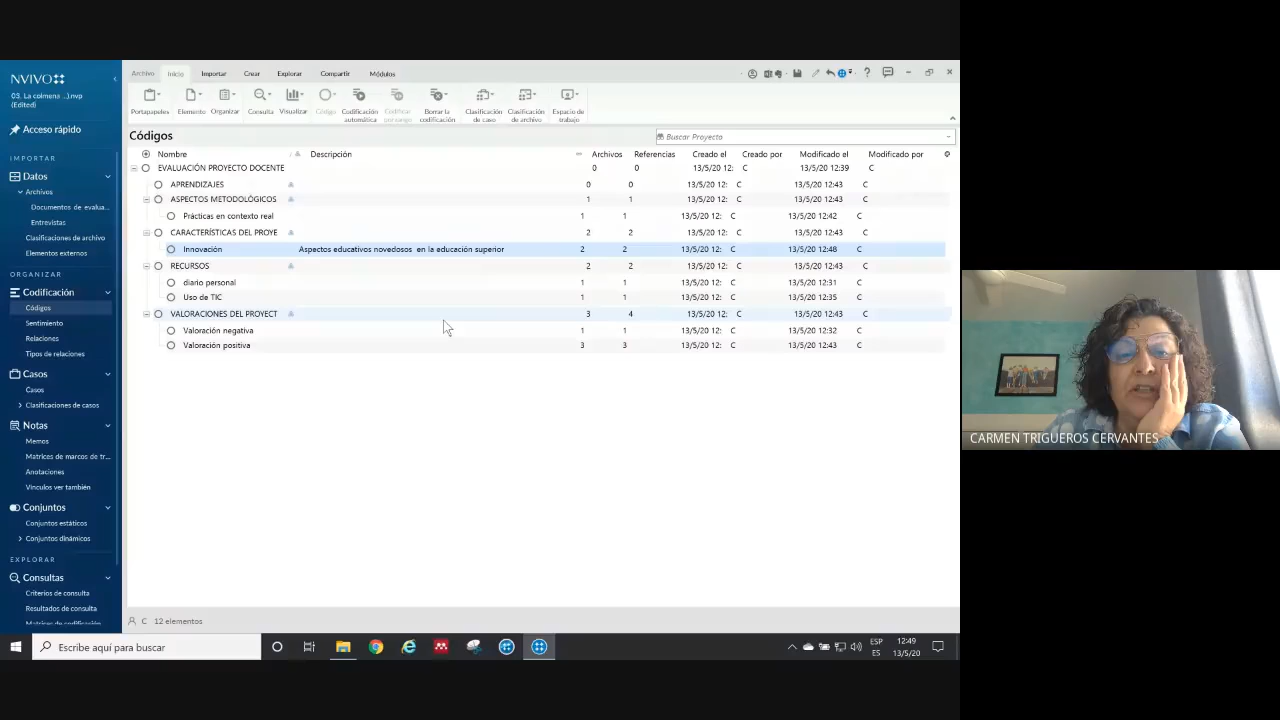 NVIVO
03. La colmena ...).nvp
(Edited)
Acceso rápido
IMPORTAR
Datos
Archivos
Documentos de evalua...
Entrevistas
Clasificaciones de archivo
Elementos externos
ORGANIZAR
Codificación
Códigos
Sentimiento
Relaciones
Tipos de relaciones
Casos
Casos
Clasificaciones de casos
Notas
Memos
Matrices de marcos de tr...
Anotaciones
Vínculos ver también
Conjuntos
Conjuntos estáticos
Conjuntos dinámicos
EXPLORAR
Consultas
Criterios de consulta
Resultados de consulta
Matrices de codificación
Archivo Inicio Importar Crear Explorar Compartir Módulos
Portapapeles Elemento Organizar Consulta Visualizar Código Codificación automática Codificar por rango Borrar la codificación Clasificación de caso Clasificación de archivo Espacio de trabajo
Códigos
Buscar Proyecto
Nombre Descripción Archivos Referencias Creado el Creado por Modificado el Modificado por
EVALUACIÓN PROYECTO DOCENTE 0 0 13/5/20 12: C 13/5/20 12:39 C
APRENDIZAJES 0 0 13/5/20 12: C 13/5/20 12:43 C
ASPECTOS METODOLÓGICOS 1 1 13/5/20 12: C 13/5/20 12:43 C
Prácticas en contexto real 1 1 13/5/20 12: C 13/5/20 12:42 C
CARACTERÍSTICAS DEL PROYE 2 2 13/5/20 12: C 13/5/20 12:43 C
Innovación Aspectos educativos novedosos en la educación superior 2 2 13/5/20 12: C 13/5/20 12:48 C
RECURSOS 2 2 13/5/20 12: C 13/5/20 12:43 C
diario personal 1 1 13/5/20 12: C 13/5/20 12:31 C
Uso de TIC 1 1 13/5/20 12: C 13/5/20 12:35 C
VALORACIONES DEL PROYECT 3 4 13/5/20 12: C 13/5/20 12:43 C
Valoración negativa 1 1 13/5/20 12: C 13/5/20 12:32 C
Valoración positiva 3 3 13/5/20 12: C 13/5/20 12:43 C
C 12 elementos
Escribe aquí para buscar
ESP
ES
12:49
13/5/20
CARMEN TRIGUEROS CERVANTES